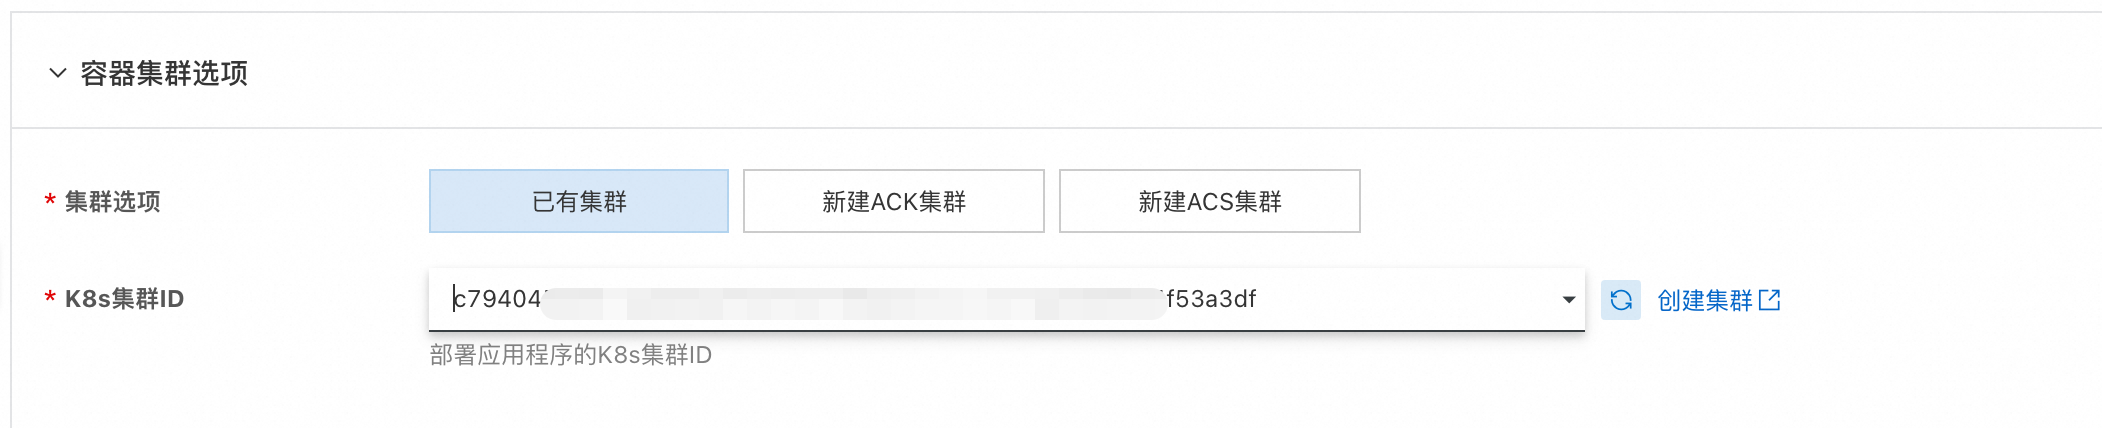 容器集群选项
* 集群选项 已有集群 新建ACK集群 新建ACS集群
* K8s集群ID c79404 f53a3df 创建集群
部署应用程序的K8s集群ID